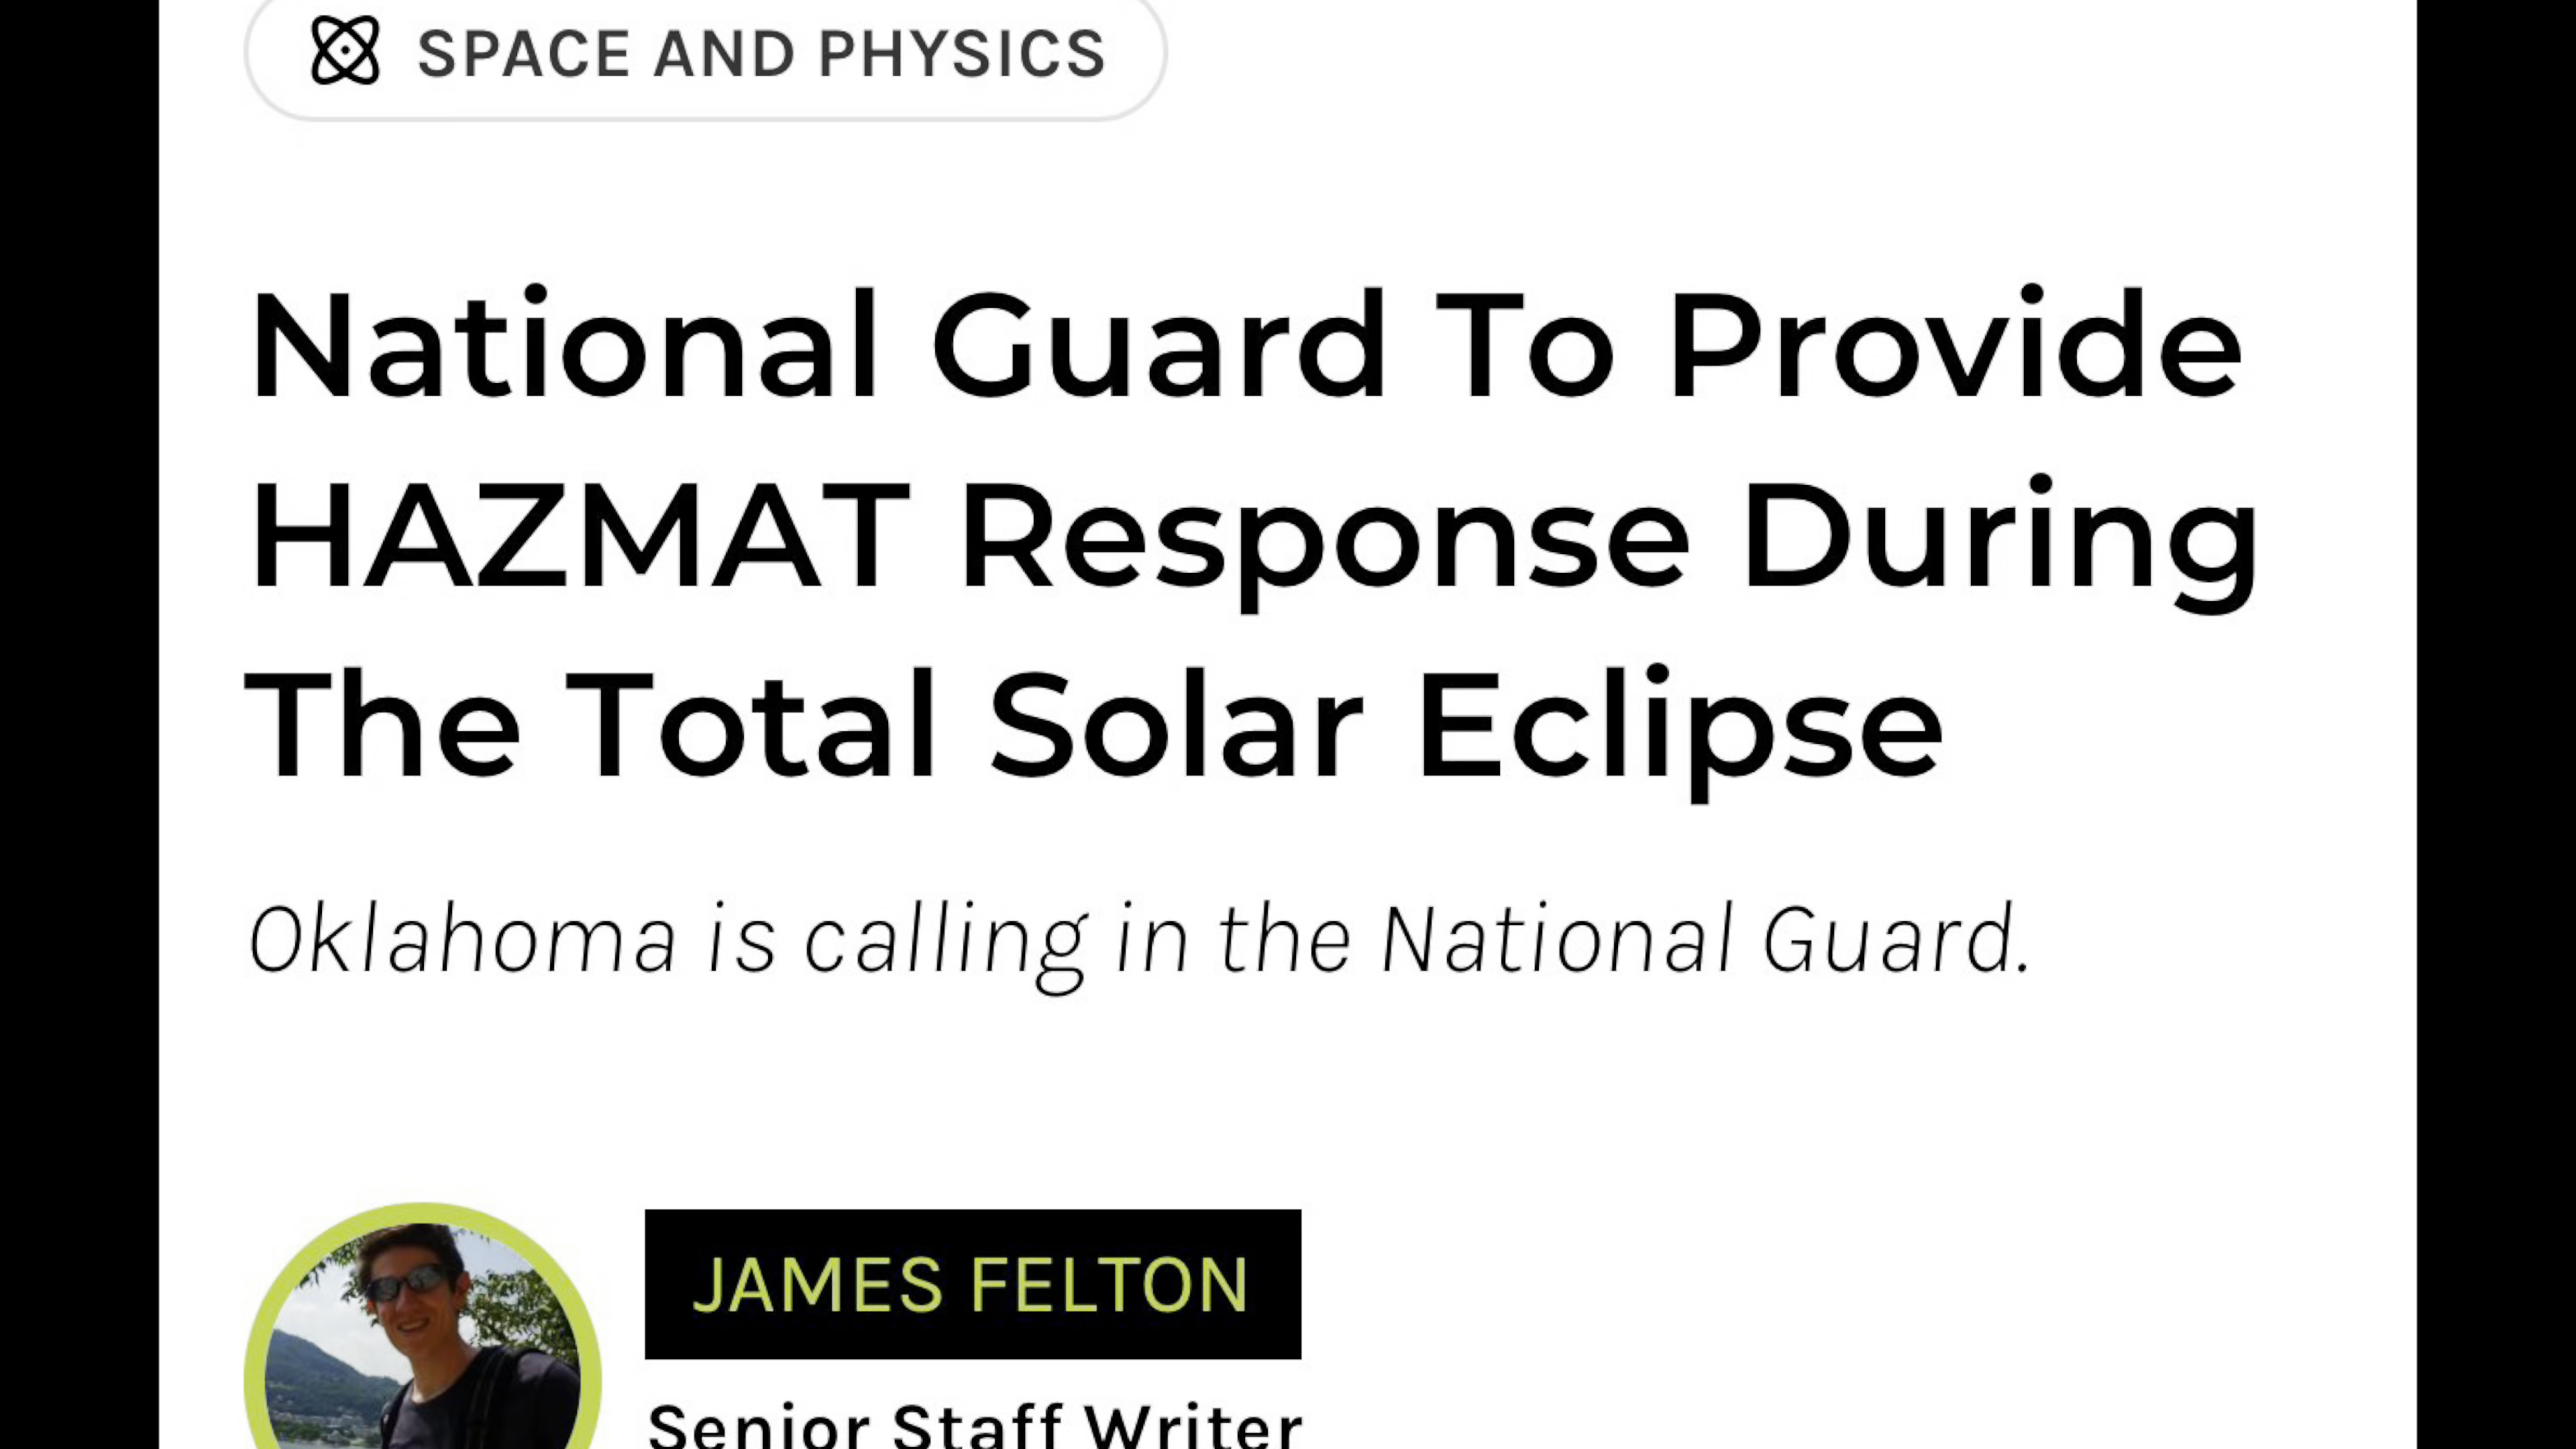 SPACE AND PHYSICS
National Guard To Provide
HAZMAT Response During
The Total Solar Eclipse
Oklahoma is calling in the National Guard.
JAMES FELTON
Senior Staff Writer